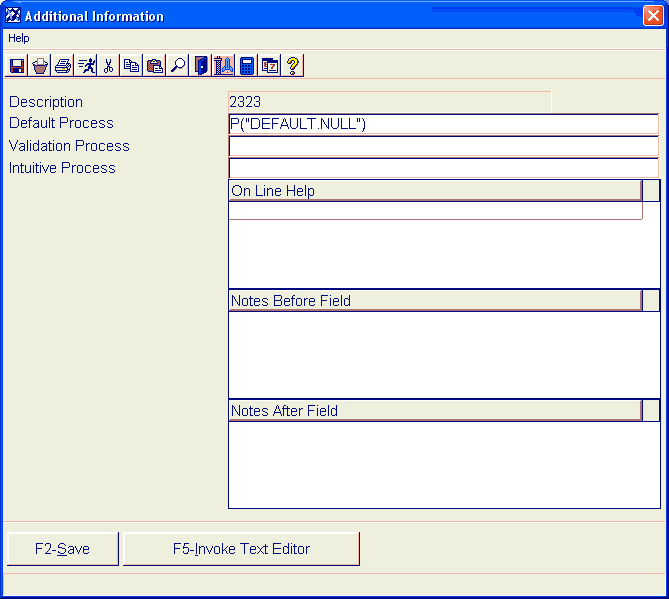 Additional Information
Help
Description 2323
Default Process P("DEFAULT.NULL")
Validation Process
Intuitive Process
On Line Help
Notes Before Field
Notes After Field
F2-Save F5-Invoke Text Editor